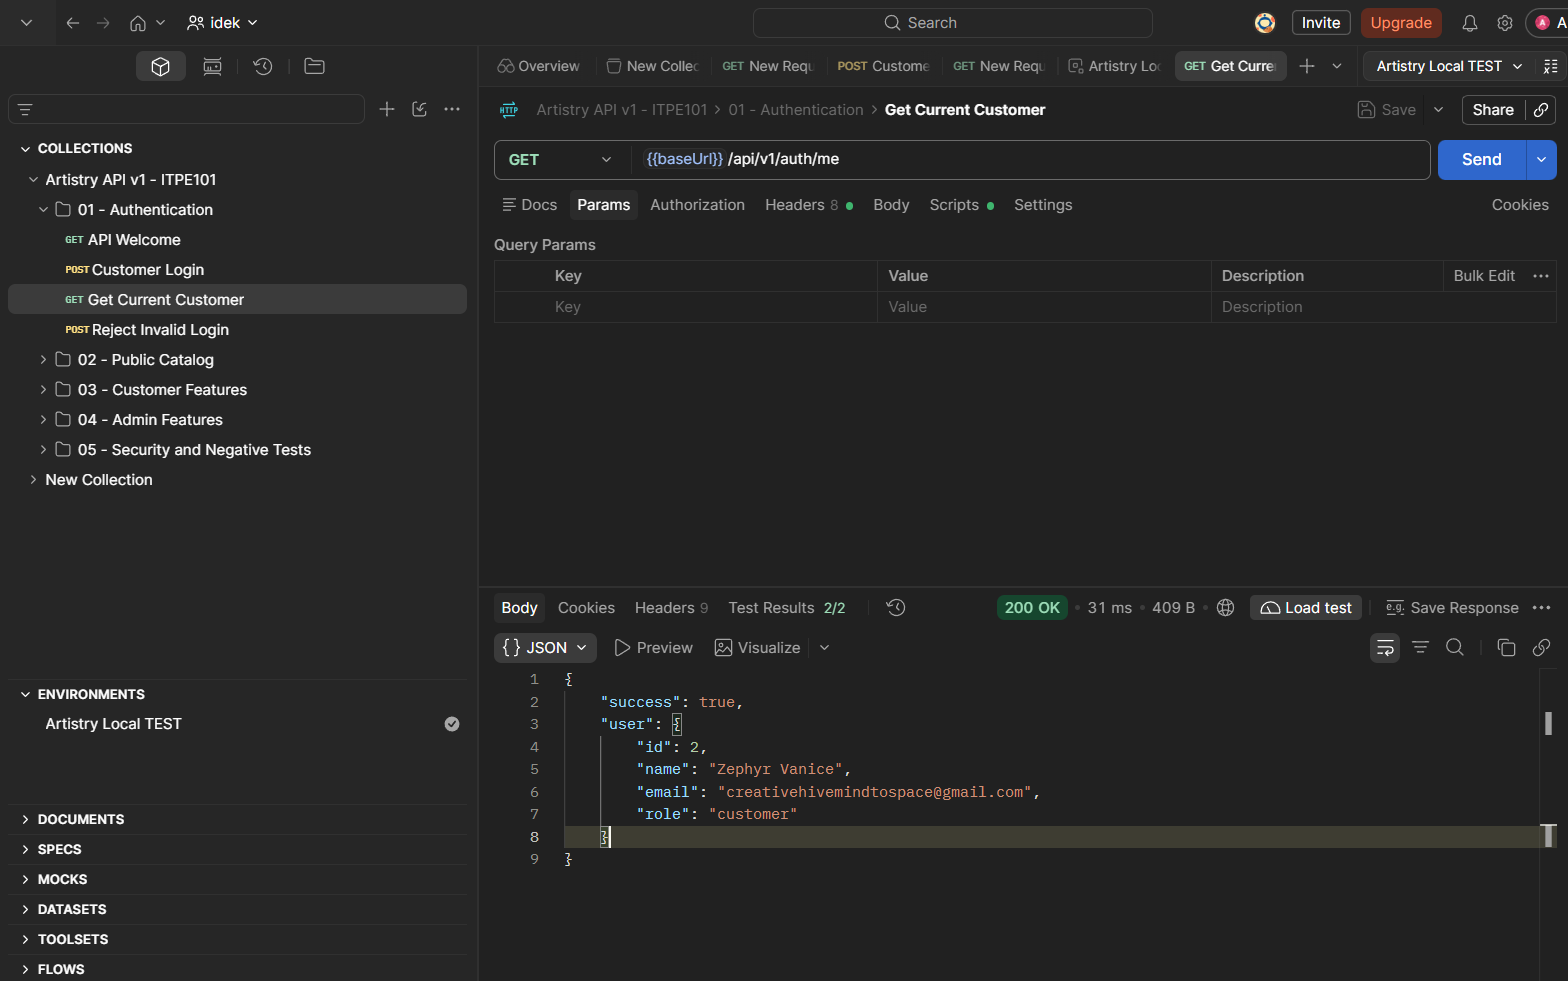 idek
Search
Invite
Upgrade
A
A
Overview
New Collec
GET New Requ
POST Custome
GET New Requ
Artistry Loc
GET Get Curre
Artistry Local TEST
HTTP
Artistry API v1 - ITPE101 > 01 - Authentication > Get Current Customer
Save
Share
GET
{{baseUrl}} /api/v1/auth/me
Send
Docs
Params
Authorization
Headers 8
Body
Scripts
Settings
Cookies
Query Params
Key
Value
Description
Bulk Edit
Key
Value
Description
COLLECTIONS
Artistry API v1 - ITPE101
01 - Authentication
GET API Welcome
POST Customer Login
GET Get Current Customer
POST Reject Invalid Login
02 - Public Catalog
03 - Customer Features
04 - Admin Features
05 - Security and Negative Tests
New Collection
ENVIRONMENTS
Artistry Local TEST
DOCUMENTS
SPECS
MOCKS
DATASETS
TOOLSETS
FLOWS
Body
Cookies
Headers 9
Test Results 2/2
200 OK • 31 ms • 409 B •
Load test
e.g. Save Response
{} JSON
Preview
Visualize
1 {
2 "success": true,
3 "user": {
4 "id": 2,
5 "name": "Zephyr Vanice",
6 "email": "creativehivemindtospace@gmail.com",
7 "role": "customer"
8 }
9 }